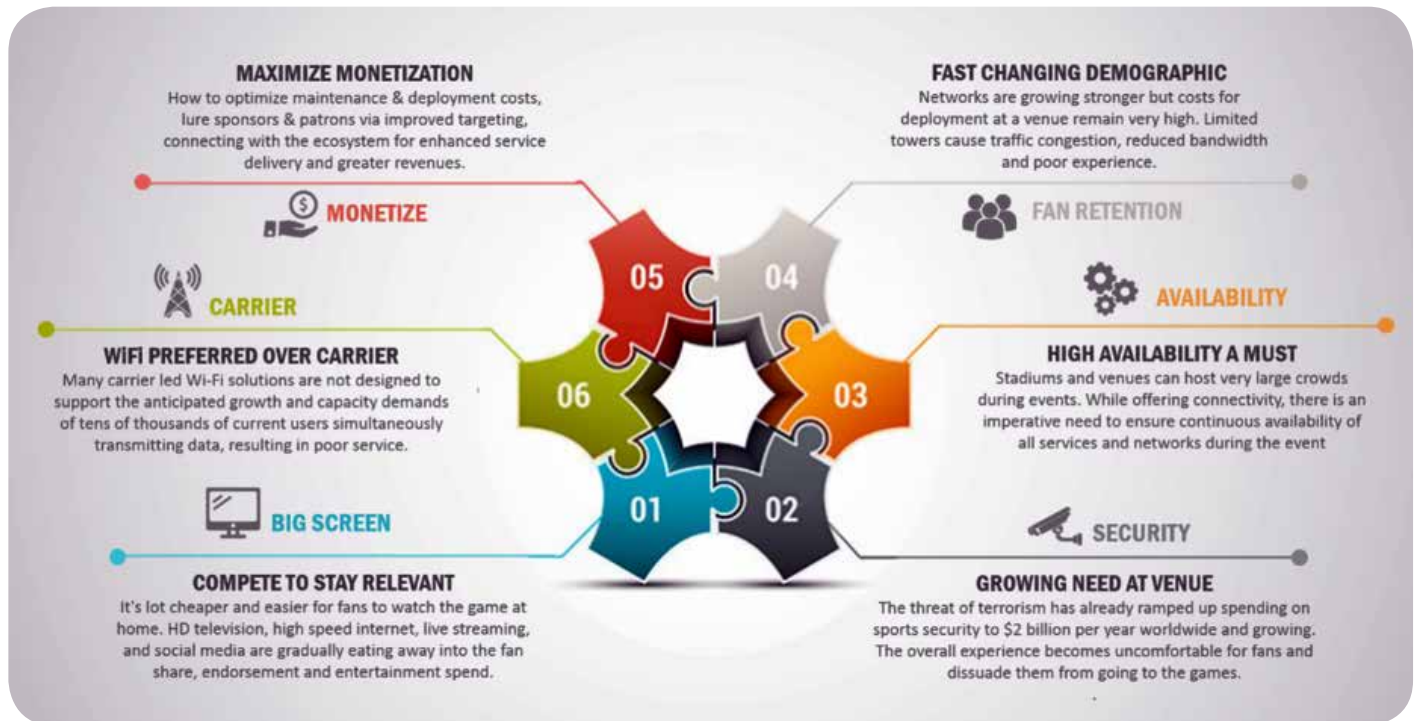 MAXIMIZE MONETIZATION
How to optimize maintenance & deployment costs,
lure sponsors & patrons via improved targeting,
connecting with the ecosystem for enhanced service
delivery and greater revenues.
$
MONETIZE
CARRIER
WiFi PREFERRED OVER CARRIER
Many carrier led Wi-Fi solutions are not designed to
support the anticipated growth and capacity demands
of tens of thousands of current users simultaneously
transmitting data, resulting in poor service.
BIG SCREEN
COMPETE TO STAY RELEVANT
It's lot cheaper and easier for fans to watch the game at
home. HD television, high speed internet, live streaming,
and social media are gradually eating away into the fan
share, endorsement and entertainment spend.
05
04
06
03
01
02
FAST CHANGING DEMOGRAPHIC
Networks are growing stronger but costs for
deployment at a venue remain very high. Limited
towers cause traffic congestion, reduced bandwidth
and poor experience.
FAN RETENTION
AVAILABILITY
HIGH AVAILABILITY A MUST
Stadiums and venues can host very large crowds
during events. While offering connectivity, there is an
imperative need to ensure continuous availability of
all services and networks during the event
SECURITY
GROWING NEED AT VENUE
The threat of terrorism has already ramped up spending on
sports security to $2 billion per year worldwide and growing.
The overall experience becomes uncomfortable for fans and
dissuade them from going to the games.